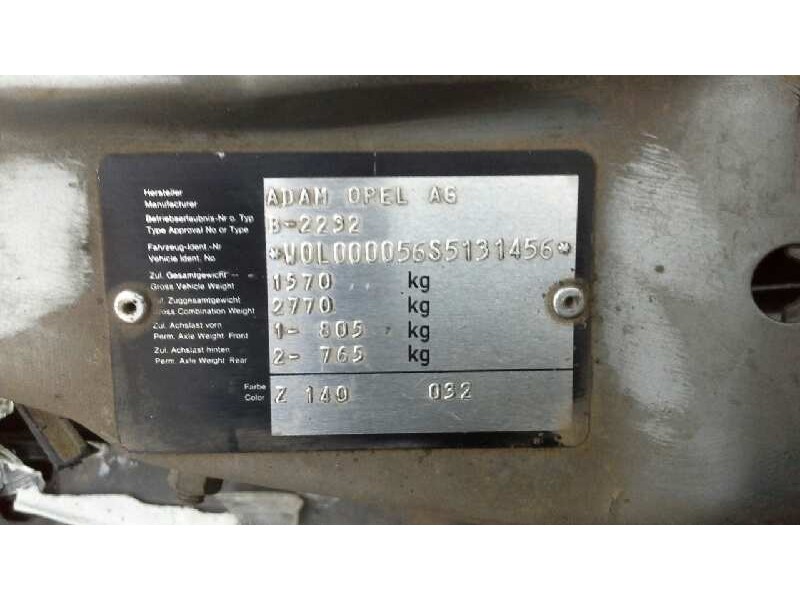 Hersteller
Manufacturer ADAM OPEL AG
Betriebserlaubnis-Nr o. Typ
Type Approval No or Type B-2292
Fahrzeug-Ident.-Nr
Vehicle Ident. No. *W0L000056S5131456*
Zul. Gesamtgewicht
Gross Vehicle Weight 1570 kg
Zul. Zuggesamtgewicht
Gross Combination Weight 2770 kg
Zul. Achslast vorn
Perm. Axle Weight Front 1- 805 kg
Zul. Achslast hinten
Perm. Axle Weight Rear 2- 765 kg
Farbe
Color Z 149 032